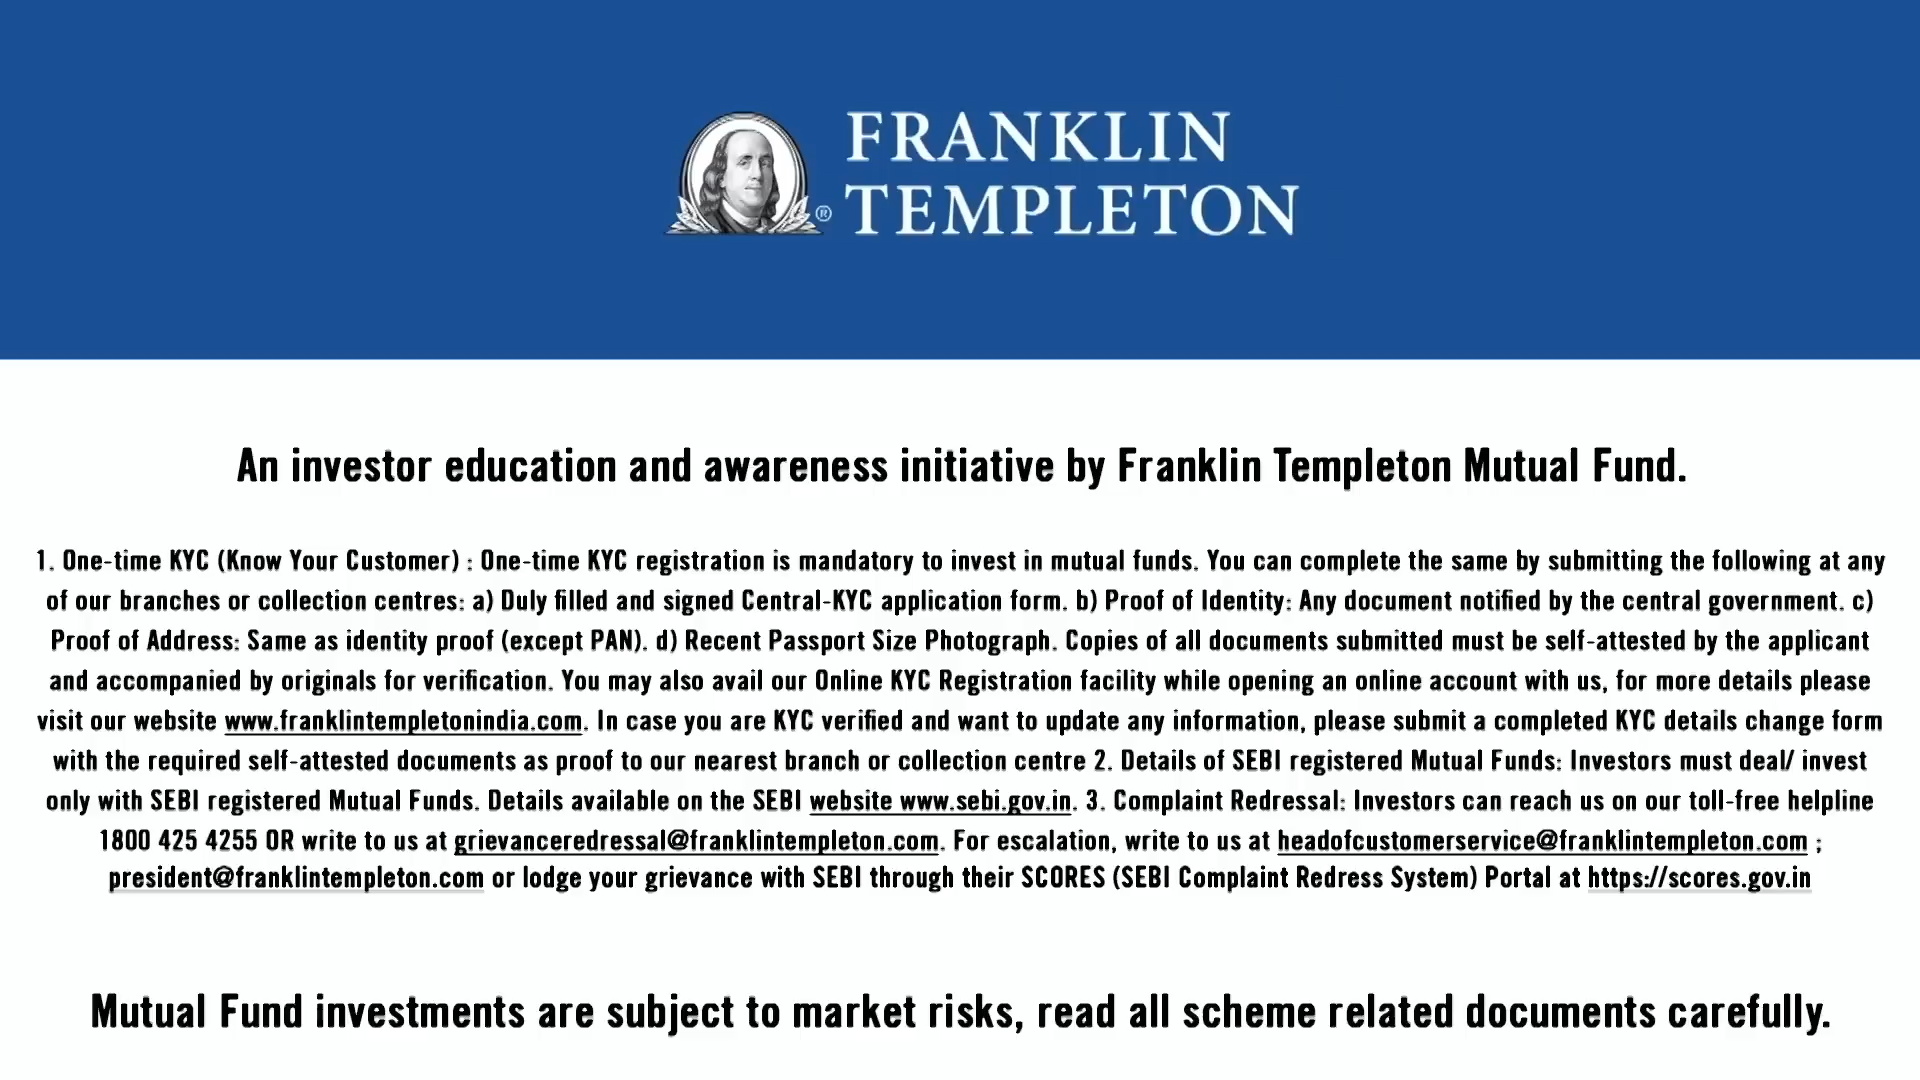 FRANKLIN
TEMPLETON
®
An investor education and awareness initiative by Franklin Templeton Mutual Fund.
1. One-time KYC (Know Your Customer) : One-time KYC registration is mandatory to invest in mutual funds. You can complete the same by submitting the following at any
of our branches or collection centres: a) Duly filled and signed Central-KYC application form. b) Proof of Identity: Any document notified by the central government. c)
Proof of Address: Same as identity proof (except PAN). d) Recent Passport Size Photograph. Copies of all documents submitted must be self-attested by the applicant
and accompanied by originals for verification. You may also avail our Online KYC Registration facility while opening an online account with us, for more details please
visit our website www.franklintempletonindia.com. In case you are KYC verified and want to update any information, please submit a completed KYC details change form
with the required self-attested documents as proof to our nearest branch or collection centre 2. Details of SEBI registered Mutual Funds: Investors must deal/ invest
only with SEBI registered Mutual Funds. Details available on the SEBI website www.sebi.gov.in. 3. Complaint Redressal: Investors can reach us on our toll-free helpline
1800 425 4255 OR write to us at grievanceredressal@franklintempleton.com. For escalation, write to us at headofcustomerservice@franklintempleton.com ;
president@franklintempleton.com or lodge your grievance with SEBI through their SCORES (SEBI Complaint Redress System) Portal at https://scores.gov.in
Mutual Fund investments are subject to market risks, read all scheme related documents carefully.